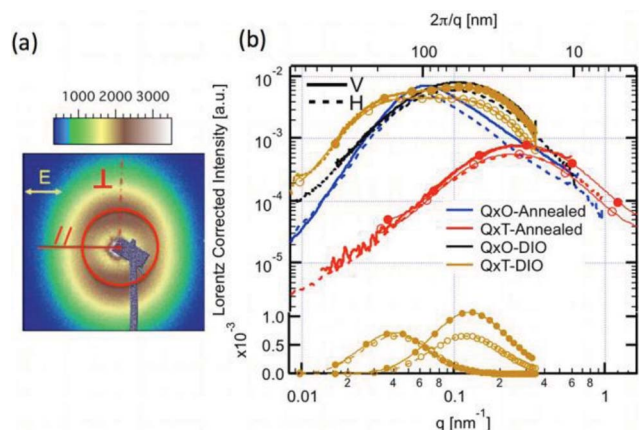 (a)
1000 2000 3000
E
⊥
//
(b)
2π/q [nm]
100 10
Lorentz Corrected Intensity [a.u.]
10⁻²
10⁻³
10⁻⁴
10⁻⁵
V
H
QxO-Annealed
QxT-Annealed
QxO-DIO
QxT-DIO
x10⁻³
1.0
0.5
0.0
2 4 6 8 2 4 6 8
0.01 0.1 1
q [nm⁻¹]